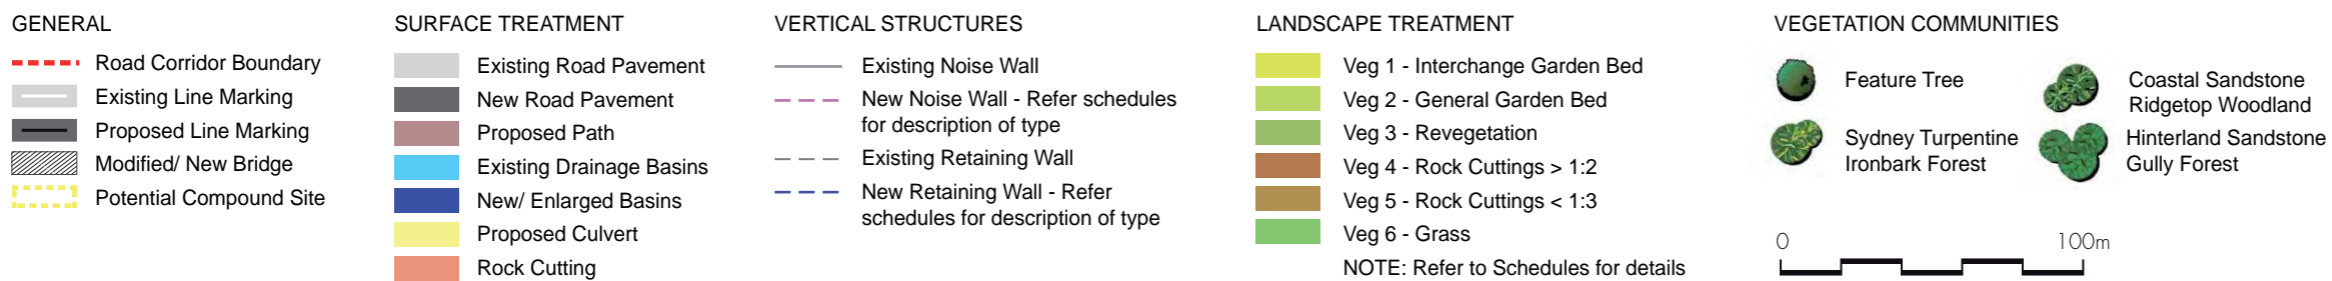 GENERAL
Road Corridor Boundary
Existing Line Marking
Proposed Line Marking
Modified/ New Bridge
Potential Compound Site
SURFACE TREATMENT
Existing Road Pavement
New Road Pavement
Proposed Path
Existing Drainage Basins
New/ Enlarged Basins
Proposed Culvert
Rock Cutting
VERTICAL STRUCTURES
Existing Noise Wall
New Noise Wall - Refer schedules
for description of type
Existing Retaining Wall
New Retaining Wall - Refer
schedules for description of type
LANDSCAPE TREATMENT
Veg 1 - Interchange Garden Bed
Veg 2 - General Garden Bed
Veg 3 - Revegetation
Veg 4 - Rock Cuttings > 1:2
Veg 5 - Rock Cuttings < 1:3
Veg 6 - Grass
NOTE: Refer to Schedules for details
VEGETATION COMMUNITIES
Feature Tree
Sydney Turpentine
Ironbark Forest
Coastal Sandstone
Ridgetop Woodland
Hinterland Sandstone
Gully Forest
0 100m